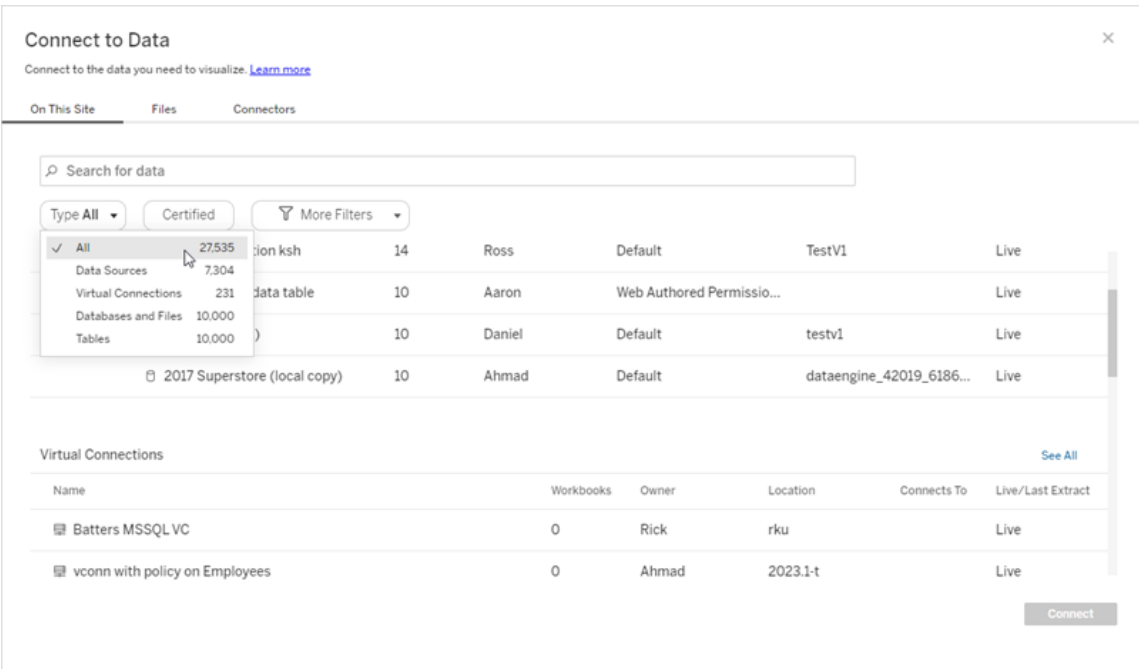 Connect to Data
Connect to the data you need to visualize. Learn more
On This Site Files Connectors
Search for data
Type All Certified More Filters
All 27,535
Data Sources 7,304
Virtual Connections 231
Databases and Files 10,000
Tables 10,000
tion ksh 14 Ross Default TestV1 Live
data table 10 Aaron Web Authored Permissio... Live
) 10 Daniel Default testv1 Live
2017 Superstore (local copy) 10 Ahmad Default dataengine_42019_6186... Live
Virtual Connections See All
Name Workbooks Owner Location Connects To Live/Last Extract
Batters MSSQL VC 0 Rick rku Live
vconn with policy on Employees 0 Ahmad 2023.1-t Live
Connect